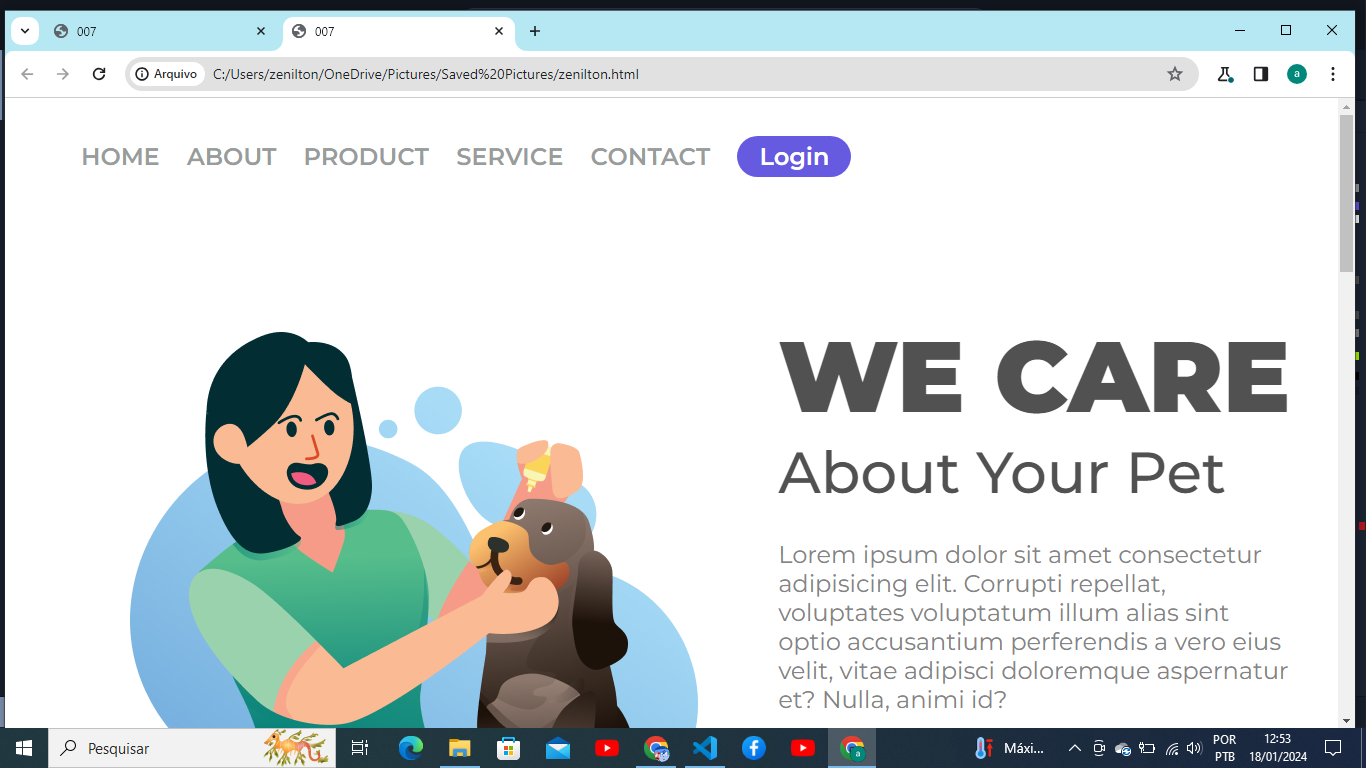 007
007
Arquivo
C:/Users/zenilton/OneDrive/Pictures/Saved%20Pictures/zenilton.html
a
HOME ABOUT PRODUCT SERVICE CONTACT Login
WE CARE
About Your Pet
Lorem ipsum dolor sit amet consectetur
adipisicing elit. Corrupti repellat,
voluptates voluptatum illum alias sint
optio accusantium perferendis a vero eius
velit, vitae adipisci doloremque aspernatur
et? Nulla, animi id?
Pesquisar
a
Máxi...
POR
PTB
12:53
18/01/2024